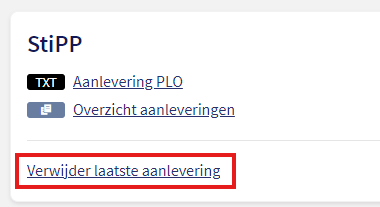 StiPP
TXT Aanlevering PLO
Overzicht aanleveringen
Verwijder laatste aanlevering